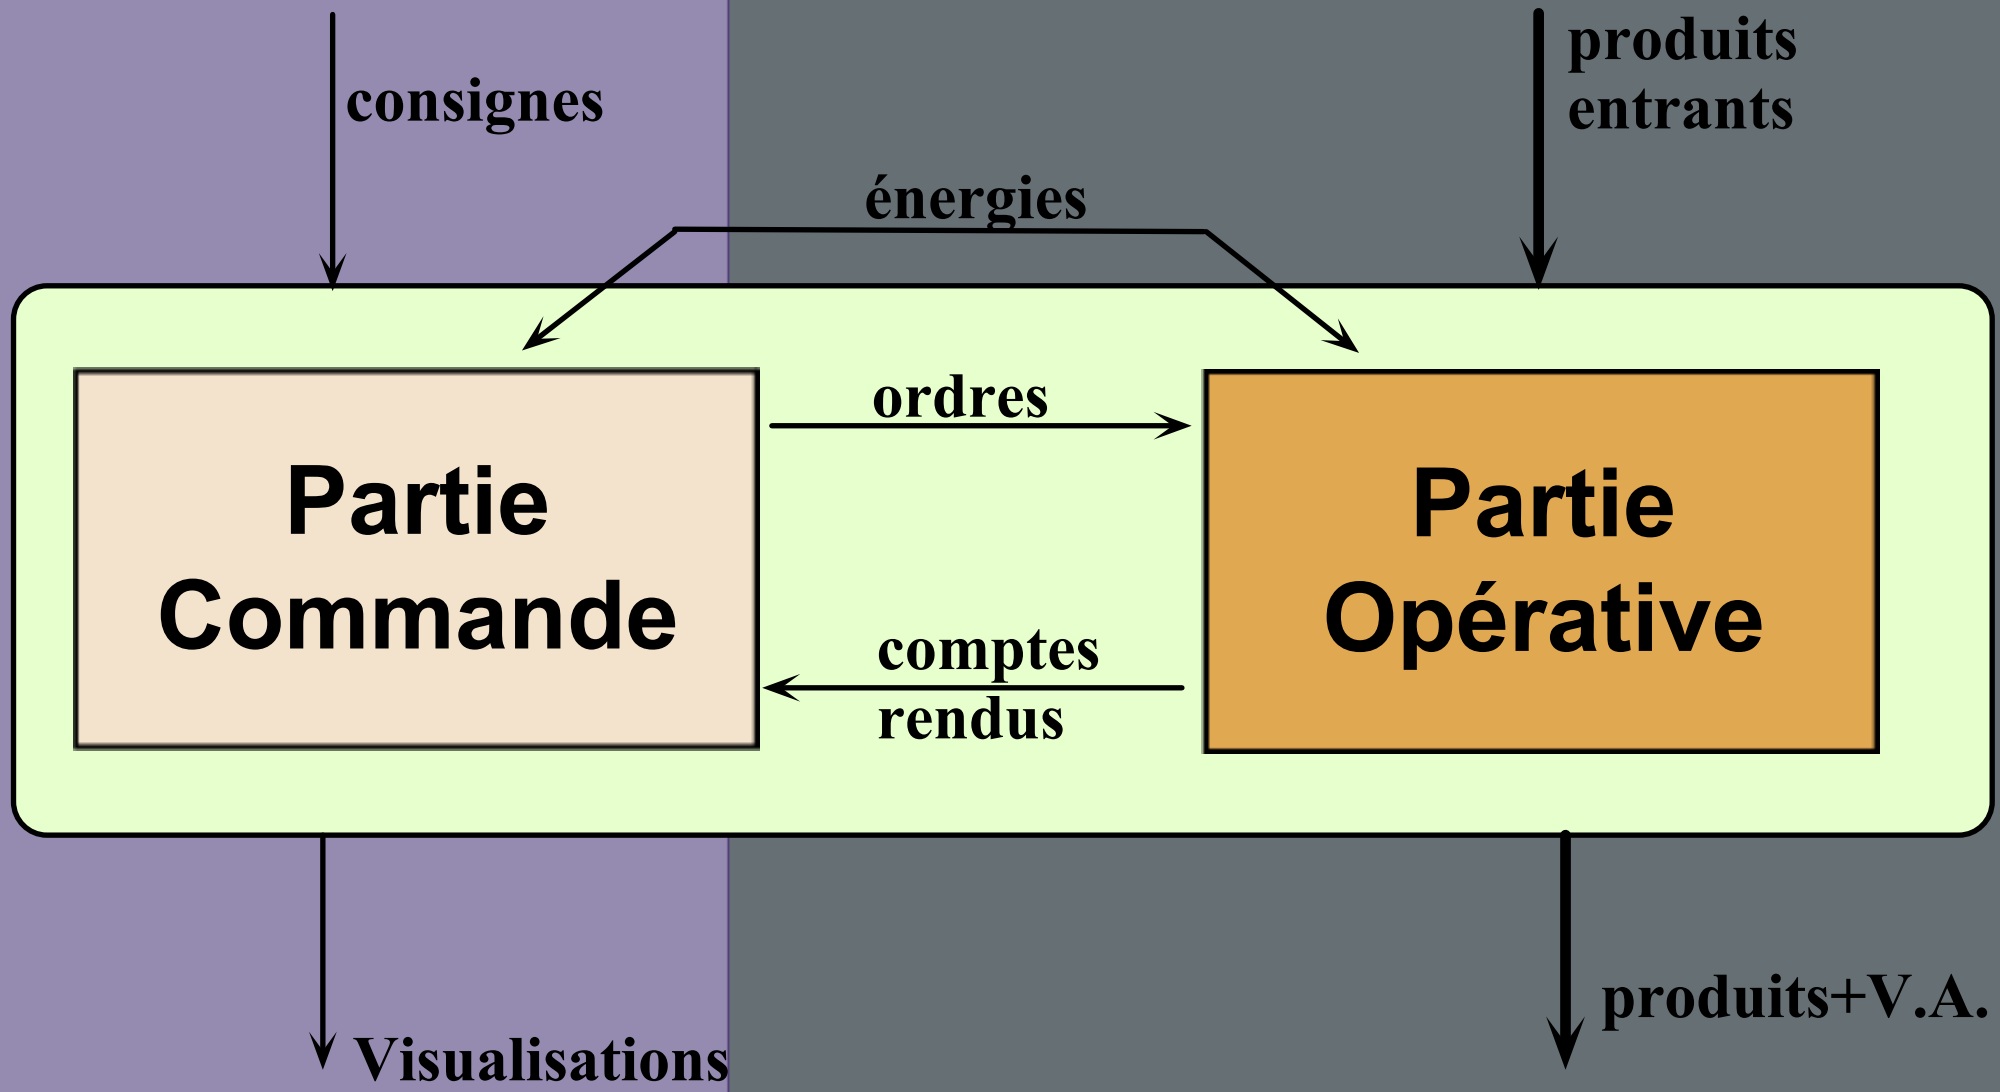 consignes
produits
entrants
énergies
ordres
Partie
Commande
Partie
Opérative
comptes
rendus
Visualisations
produits+V.A.